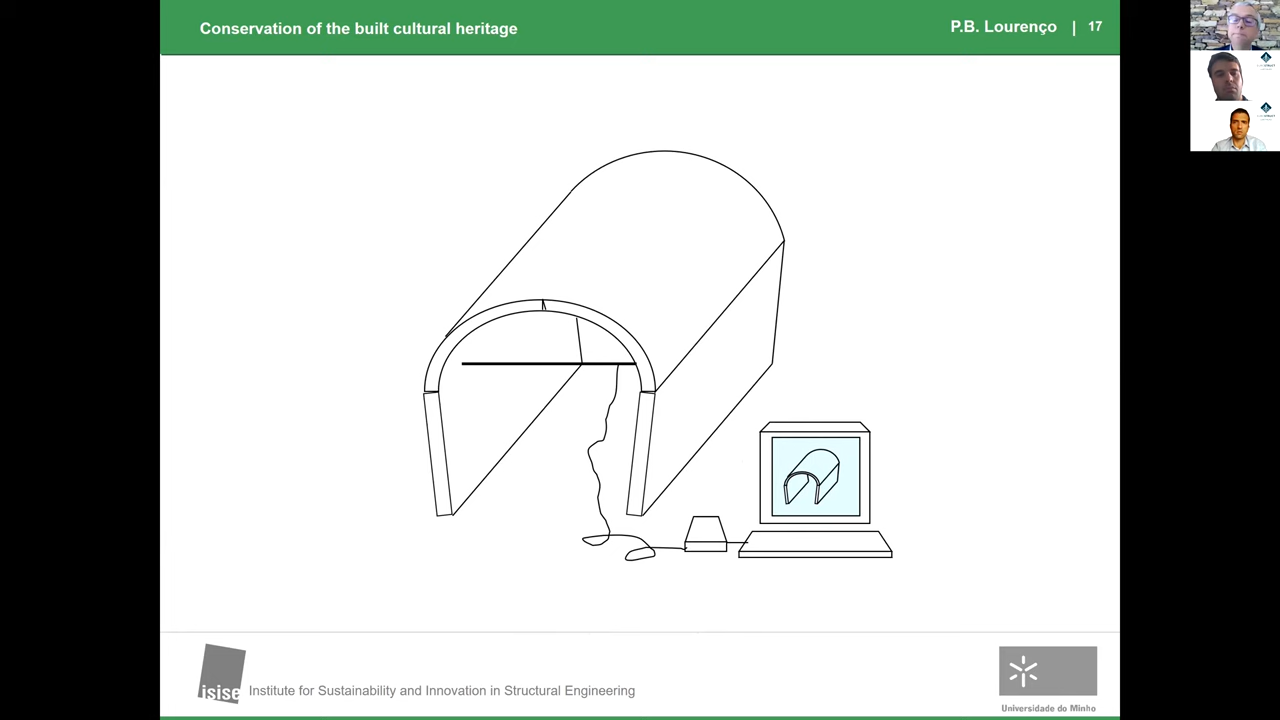 Conservation of the built cultural heritage
P.B. Lourenço | 17
isise
Institute for Sustainability and Innovation in Structural Engineering
Universidade do Minho